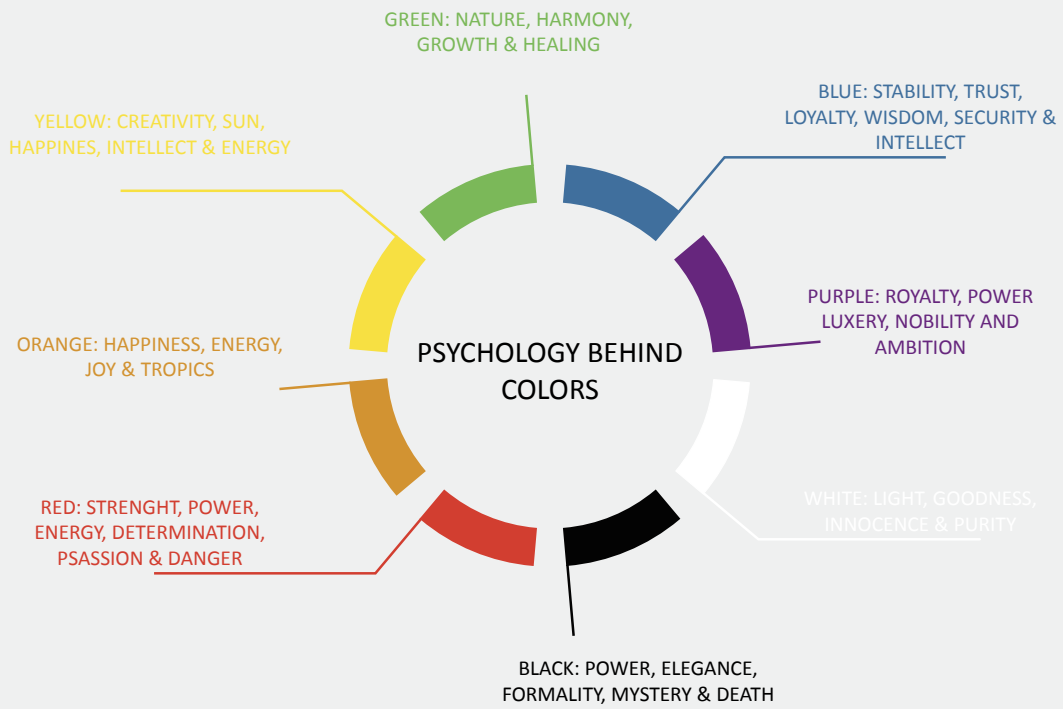 GREEN: NATURE, HARMONY,
GROWTH & HEALING
BLUE: STABILITY, TRUST,
LOYALTY, WISDOM, SECURITY &
INTELLECT
YELLOW: CREATIVITY, SUN,
HAPPINES, INTELLECT & ENERGY
PURPLE: ROYALTY, POWER
LUXERY, NOBILITY AND
AMBITION
PSYCHOLOGY BEHIND
COLORS
ORANGE: HAPPINESS, ENERGY,
JOY & TROPICS
WHITE: LIGHT, GOODNESS,
INNOCENCE & PURITY
RED: STRENGHT, POWER,
ENERGY, DETERMINATION,
PSASSION & DANGER
BLACK: POWER, ELEGANCE,
FORMALITY, MYSTERY & DEATH